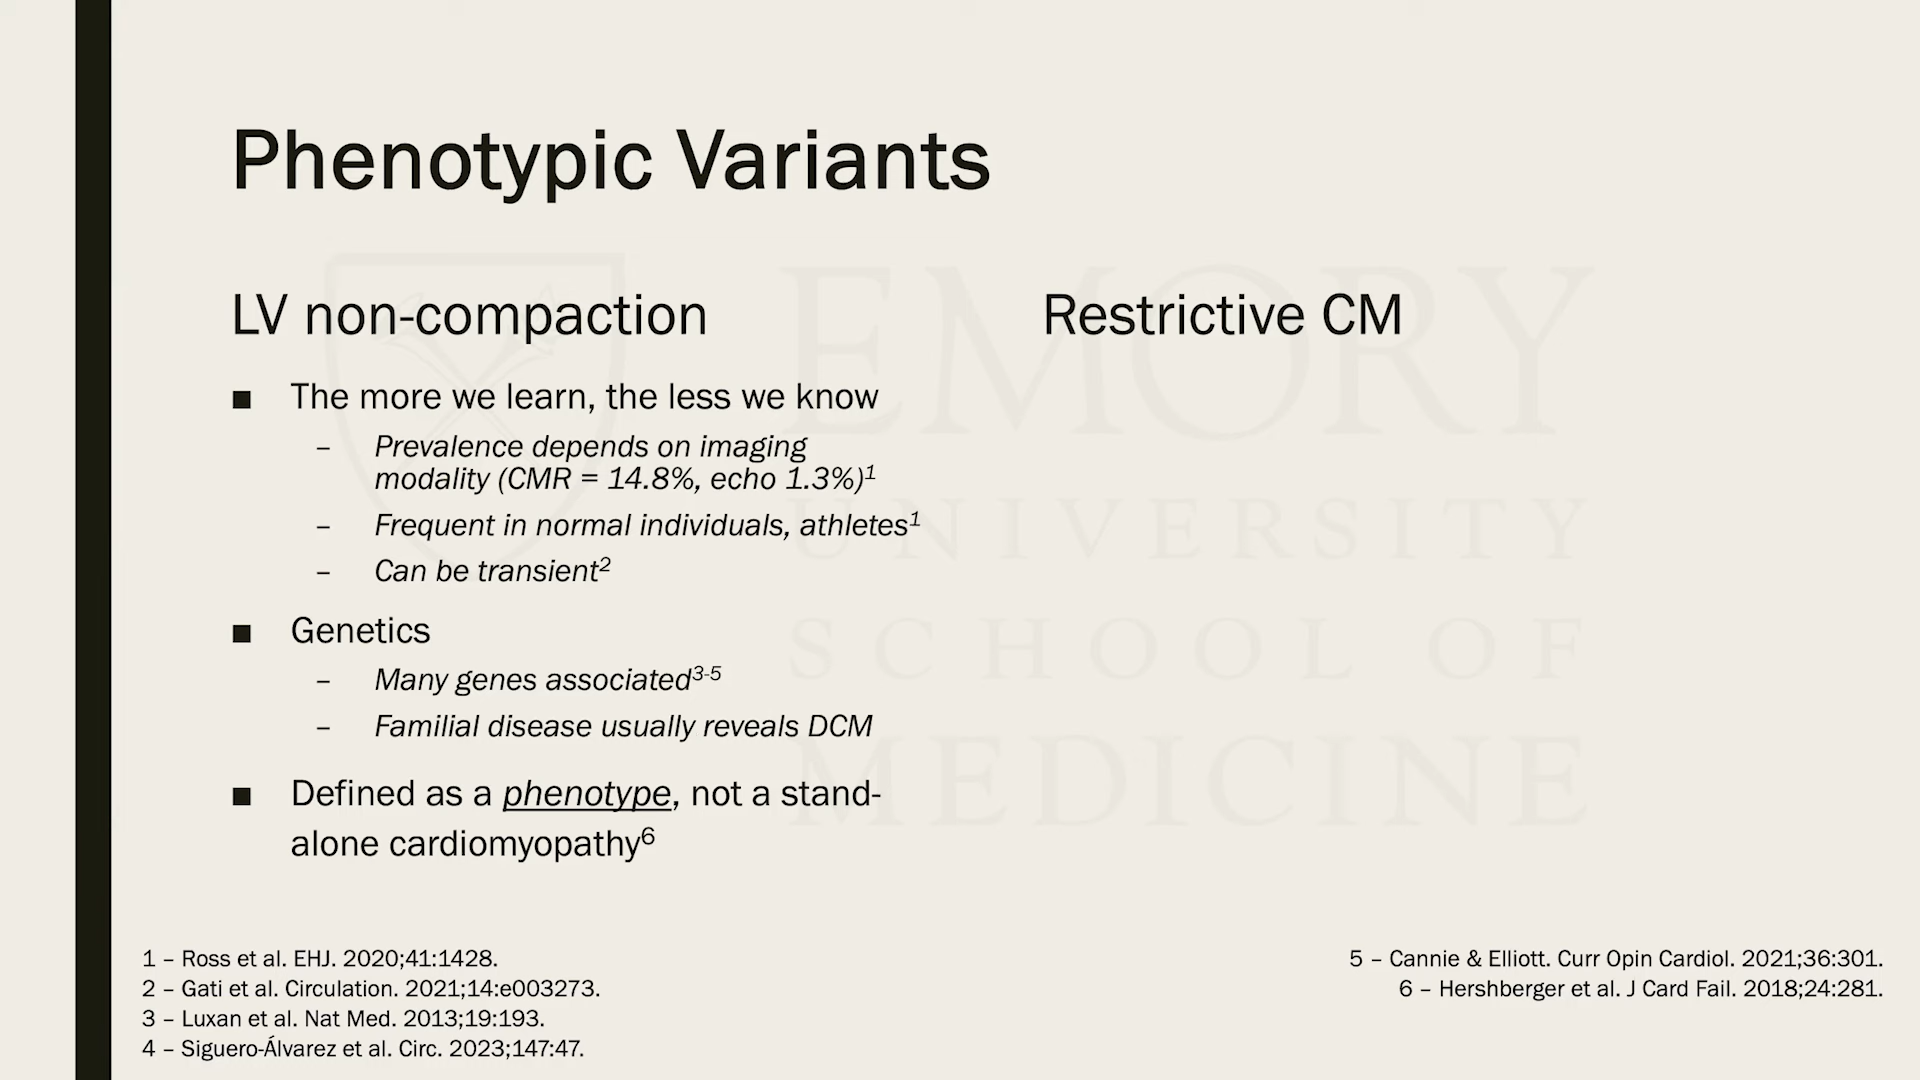 Phenotypic Variants
LV non-compaction
■ The more we learn, the less we know
– Prevalence depends on imaging
modality (CMR = 14.8%, echo 1.3%)¹
– Frequent in normal individuals, athletes¹
– Can be transient²
■ Genetics
– Many genes associated³⁻⁵
– Familial disease usually reveals DCM
■ Defined as a phenotype, not a stand-
alone cardiomyopathy⁶
Restrictive CM
EMORY
UNIVERSITY
SCHOOL OF
MEDICINE
1 – Ross et al. EHJ. 2020;41:1428.
2 – Gati et al. Circulation. 2021;14:e003273.
3 – Luxan et al. Nat Med. 2013;19:193.
4 – Siguero-Álvarez et al. Circ. 2023;147:47.
5 – Cannie & Elliott. Curr Opin Cardiol. 2021;36:301.
6 – Hershberger et al. J Card Fail. 2018;24:281.